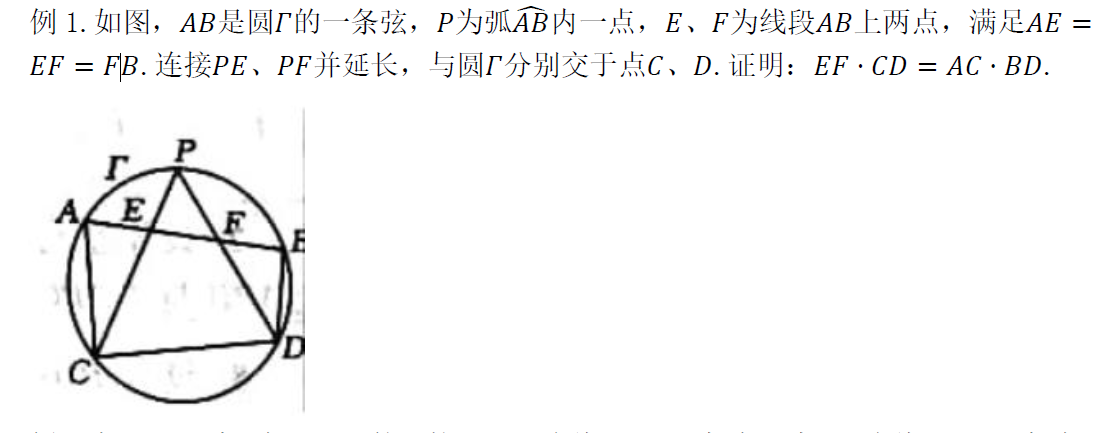 例 1. 如图，AB是圆Γ的一条弦，P为弧\widehat{AB}内一点，E、F为线段AB上两点，满足AE =
EF = FB. 连接PE、PF并延长，与圆Γ分别交于点C、D. 证明：EF · CD = AC · BD.
P
Γ
A E F
C D